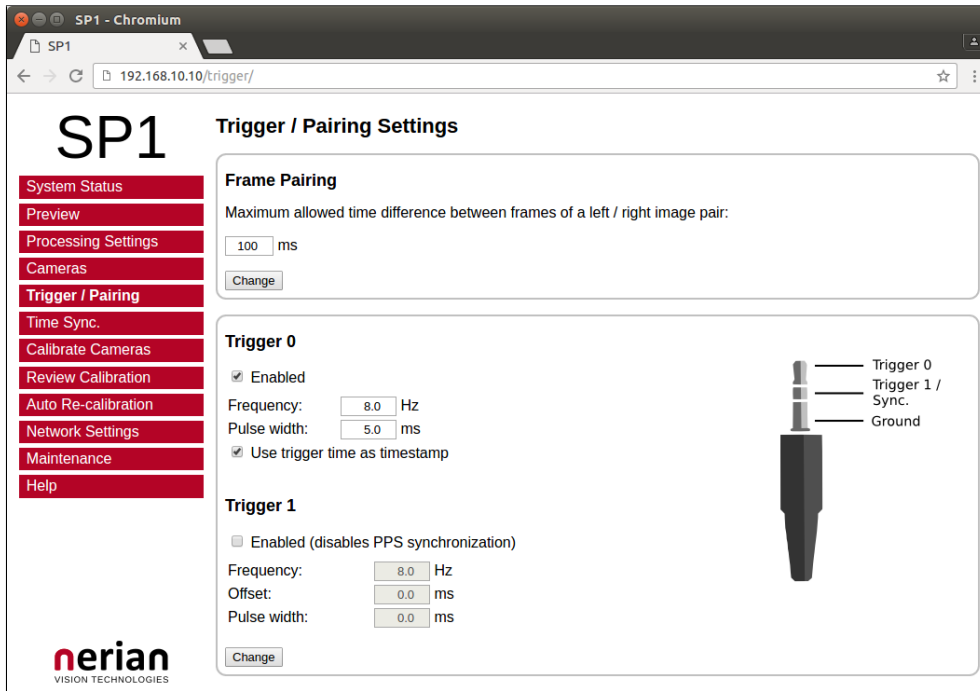 SP1 - Chromium
SP1
192.168.10.10/trigger/
SP1
System Status
Preview
Processing Settings
Cameras
Trigger / Pairing
Time Sync.
Calibrate Cameras
Review Calibration
Auto Re-calibration
Network Settings
Maintenance
Help
nerian
VISION TECHNOLOGIES
Trigger / Pairing Settings
Frame Pairing
Maximum allowed time difference between frames of a left / right image pair:
100 ms
Change
Trigger 0
Enabled
Frequency: 8.0 Hz
Pulse width: 5.0 ms
Use trigger time as timestamp
Trigger 1
Enabled (disables PPS synchronization)
Frequency: 8.0 Hz
Offset: 0.0 ms
Pulse width: 0.0 ms
Change
Trigger 0
Trigger 1 /
Sync.
Ground